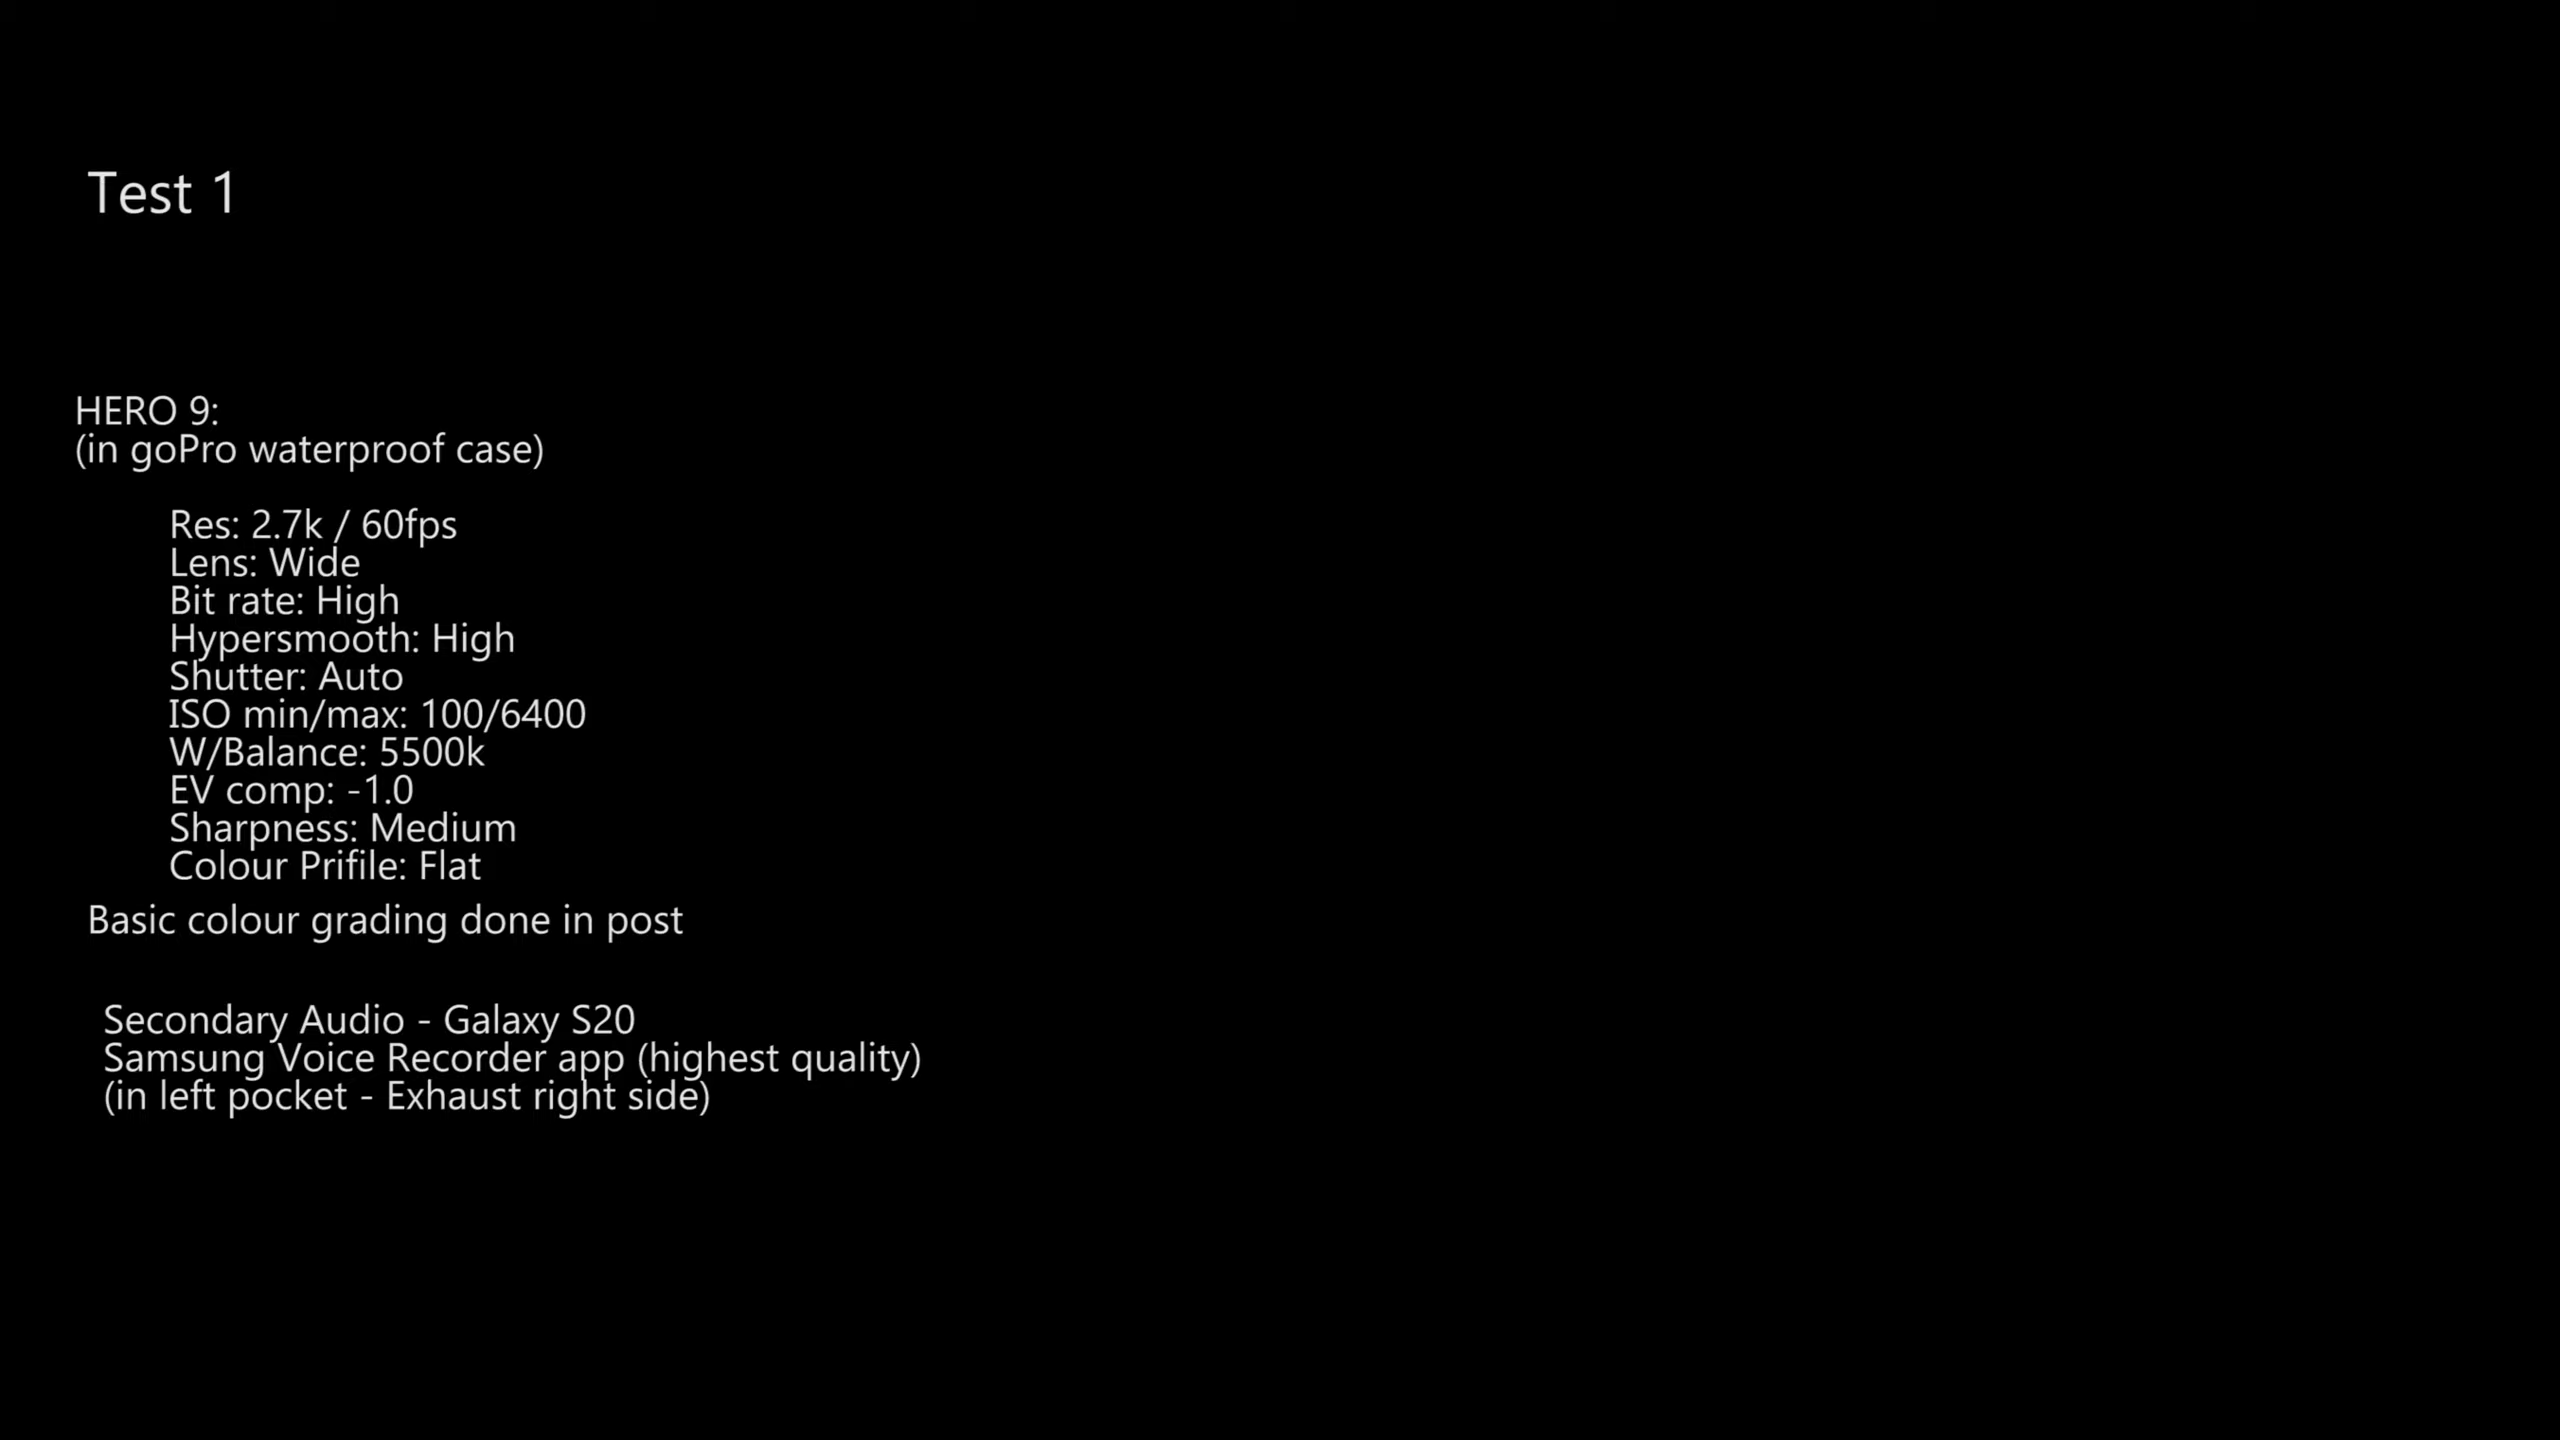 Test 1
HERO 9:
(in goPro waterproof case)
Res: 2.7k / 60fps
Lens: Wide
Bit rate: High
Hypersmooth: High
Shutter: Auto
ISO min/max: 100/6400
W/Balance: 5500k
EV comp: -1.0
Sharpness: Medium
Colour Prifile: Flat
Basic colour grading done in post
Secondary Audio - Galaxy S20
Samsung Voice Recorder app (highest quality)
(in left pocket - Exhaust right side)